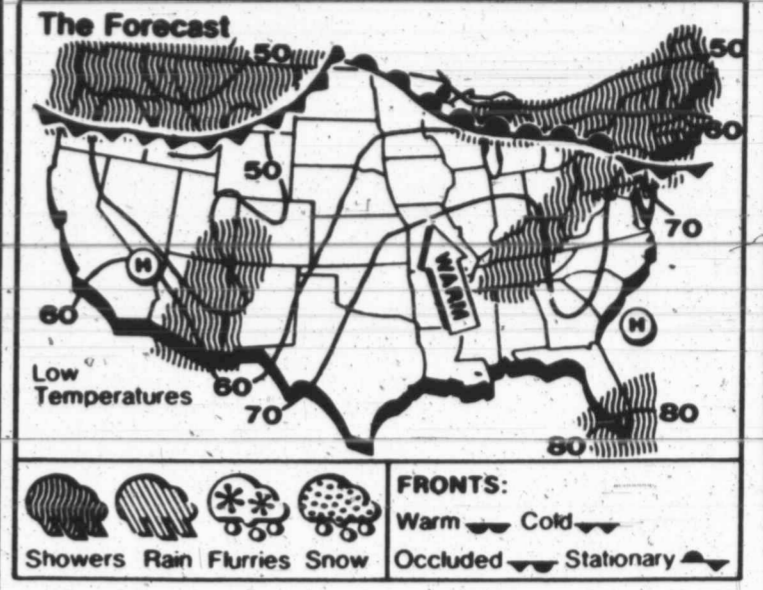 The Forecast
50
50
60
50
70
H
WARM
60
H
Low
Temperatures
60
70
80
80
FRONTS:
Warm Cold
Showers Rain Flurries Snow
Occluded Stationary